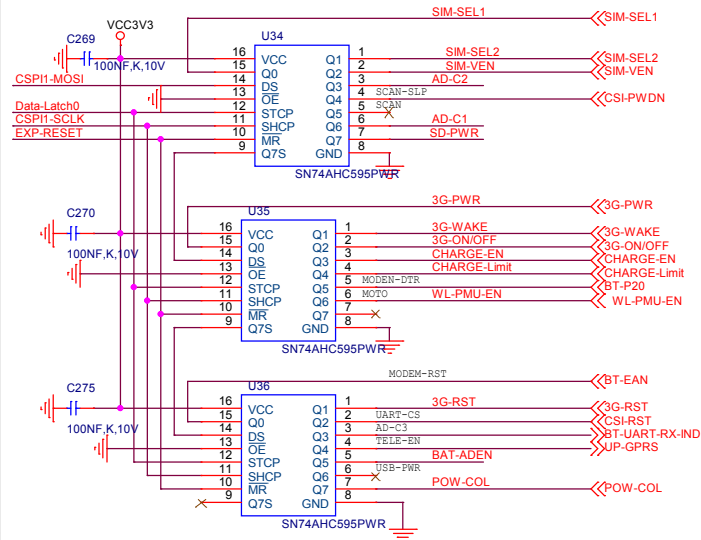 SIM-SEL1 SIM-SEL1
VCC3V3
C269 U34
100NF,K,10V 16 VCC Q1 1 SIM-SEL2 SIM-SEL2
15 Q0 Q2 2 SIM-VEN SIM-VEN
CSPI1-MOSI 14 DS Q3 3 AD-C2
13 OE Q4 4 SCAN-SLP CSI-PWDN
Data-Latch0 12 STCP Q5 5 SCAN
CSPI1-SCLK 11 SHCP Q6 6 AD-C1
EXP-RESET 10 MR Q7 7 SD-PWR
9 Q7S GND 8
SN74AHC595PWR
3G-PWR 3G-PWR
C270 U35
100NF,K,10V 16 VCC Q1 1 3G-WAKE 3G-WAKE
15 Q0 Q2 2 3G-ON/OFF 3G-ON/OFF
14 DS Q3 3 CHARGE-EN CHARGE-EN
13 OE Q4 4 CHARGE-Limit CHARGE-Limit
12 STCP Q5 5 MODEN-DTR BT-P20
11 SHCP Q6 6 MOTO WL-PMU-EN WL-PMU-EN
10 MR Q7 7
9 Q7S GND 8
SN74AHC595PWR
MODEM-RST BT-EAN
C275 U36
100NF,K,10V 16 VCC Q1 1 3G-RST 3G-RST
15 Q0 Q2 2 UART-CS CSI-RST
14 DS Q3 3 AD-C3 BT-UART-RX-IND
13 OE Q4 4 TELE-EN UP-GPRS
12 STCP Q5 5 BAT-ADEN
11 SHCP Q6 6 USB-PWR
10 MR Q7 7 POW-COL POW-COL
9 Q7S GND 8
SN74AHC595PWR